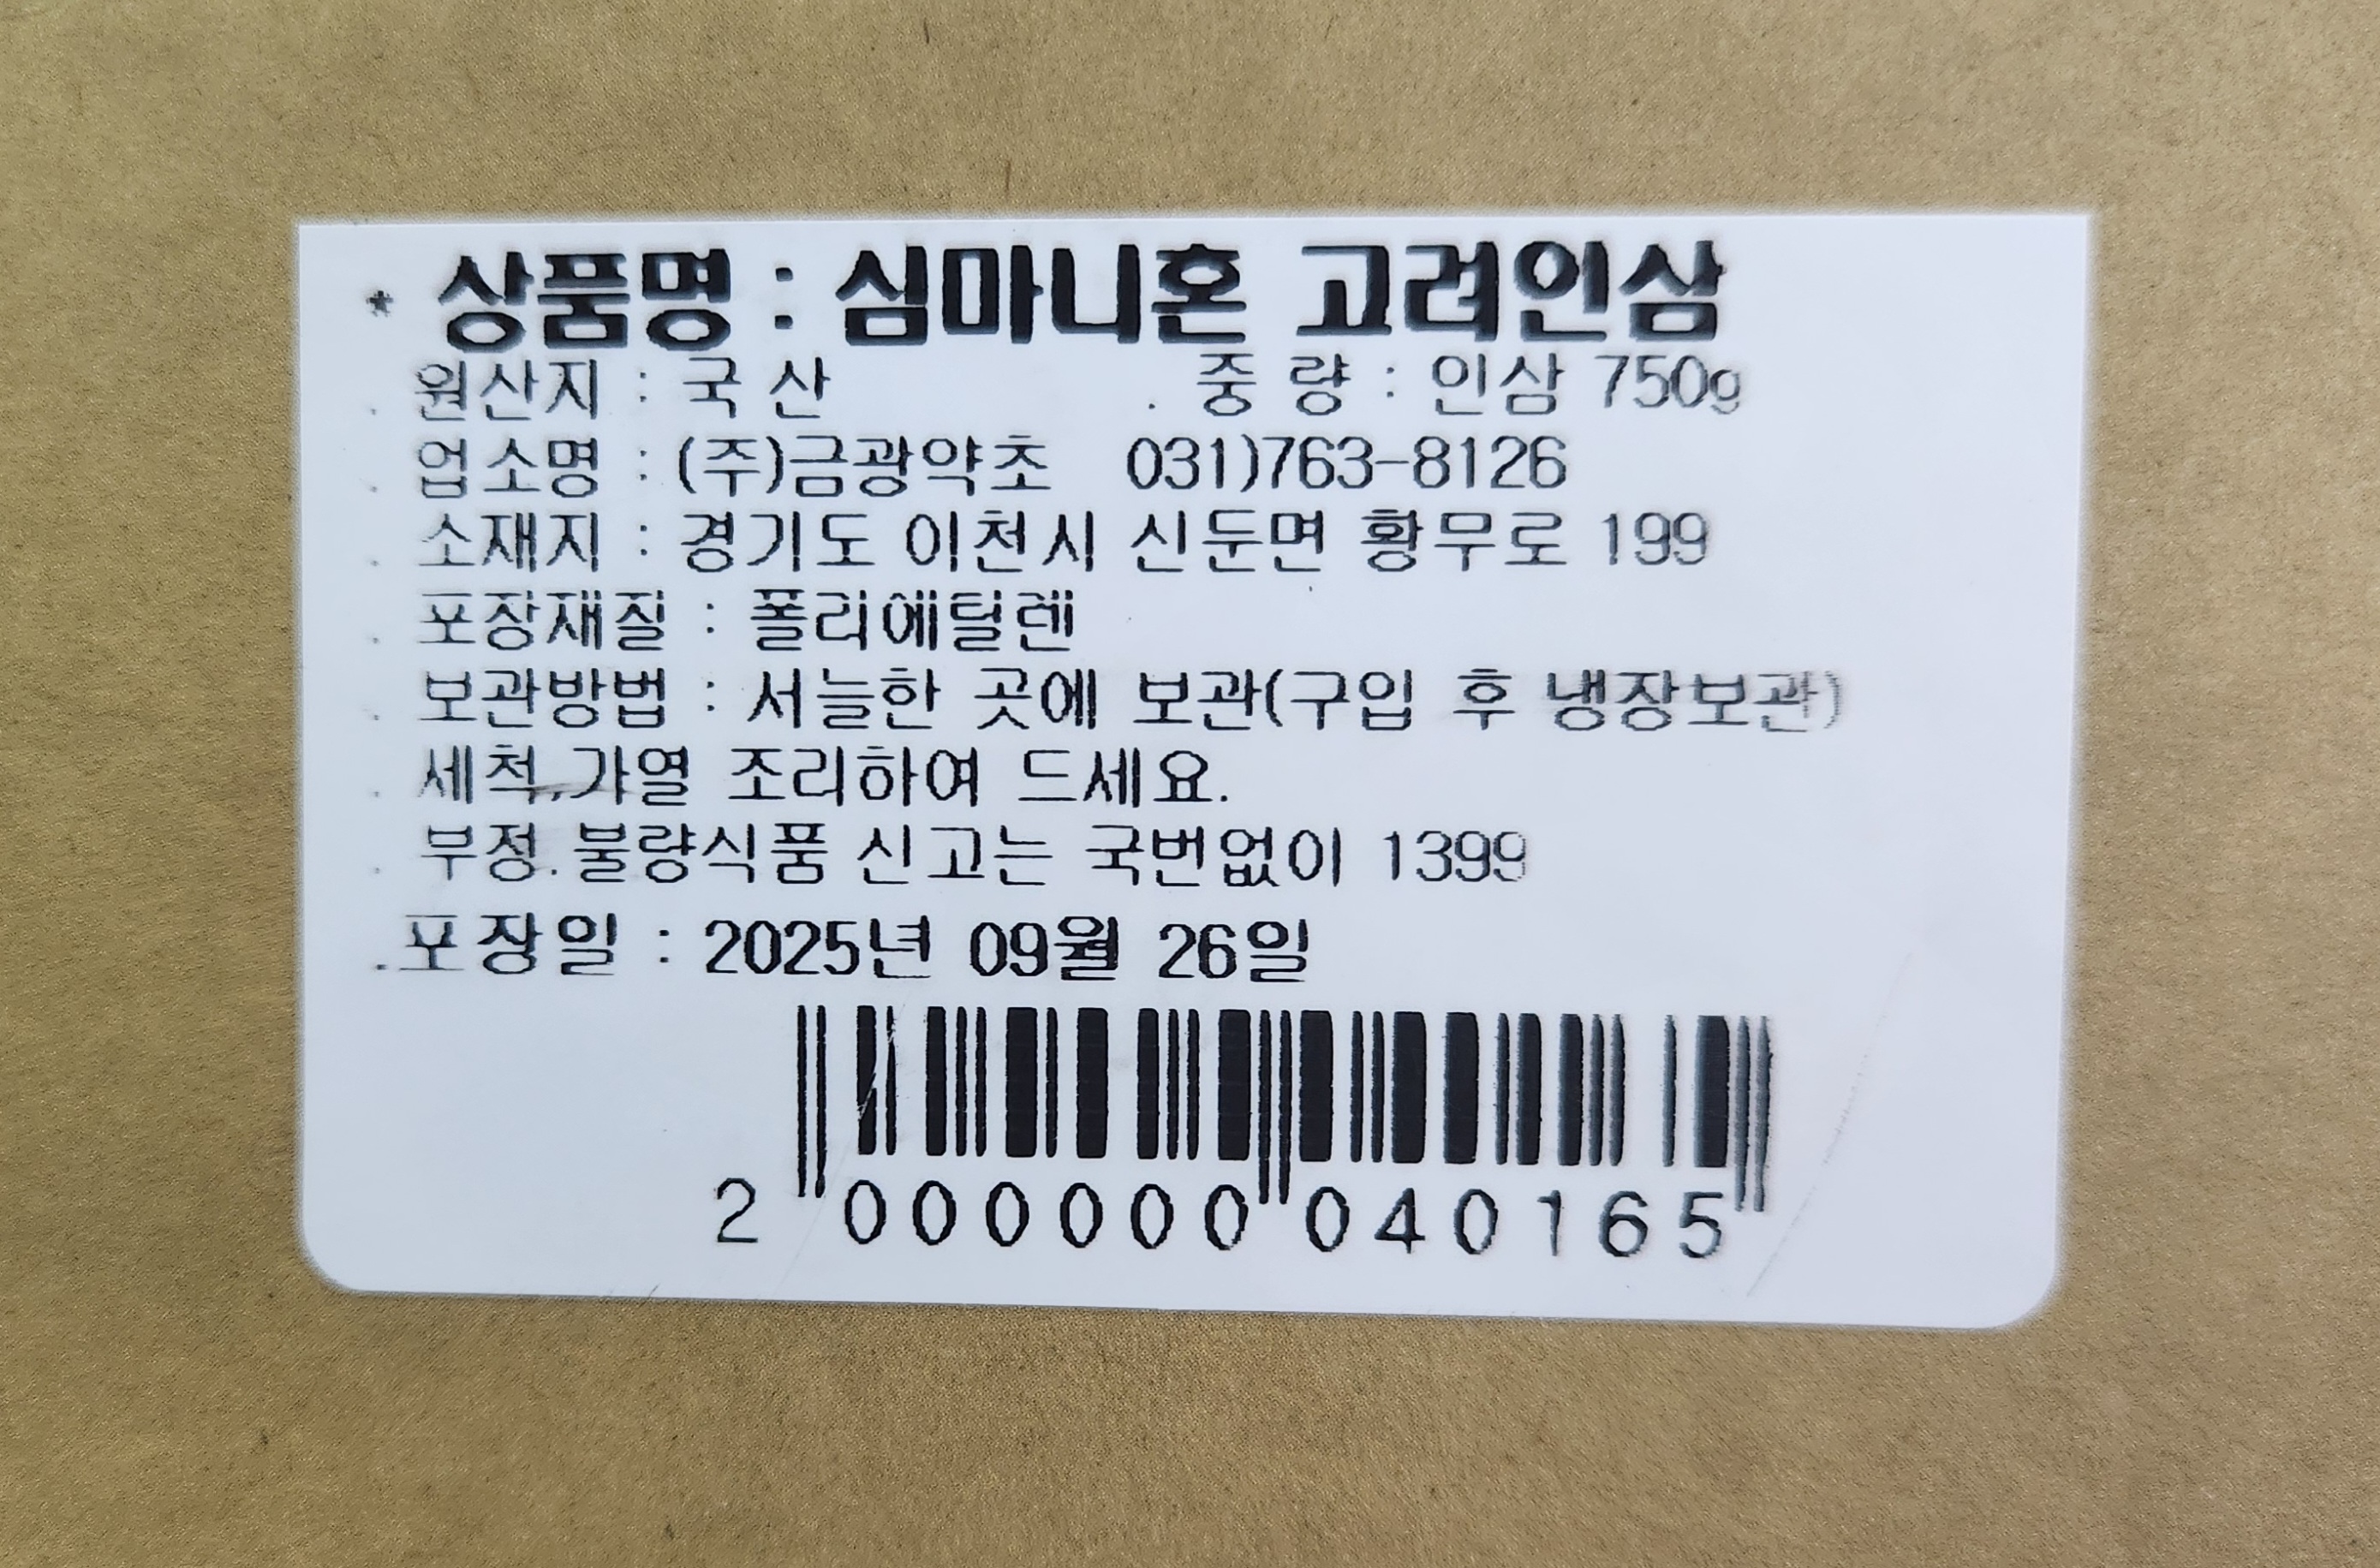 * 상품명 : 심마니혼 고려인삼
. 원산지 : 국 산 . 중 량 : 인삼 750g
. 업소명 : (주)금광약초 031)763-8126
. 소재지 : 경기도 이천시 신둔면 황무로 199
. 포장재질 : 폴리에틸렌
. 보관방법 : 서늘한 곳에 보관(구입 후 냉장보관)
. 세척,가열 조리하여 드세요.
. 부정.불량식품 신고는 국번없이 1399
.포장일 : 2025년 09월 26일
2 000000 040165